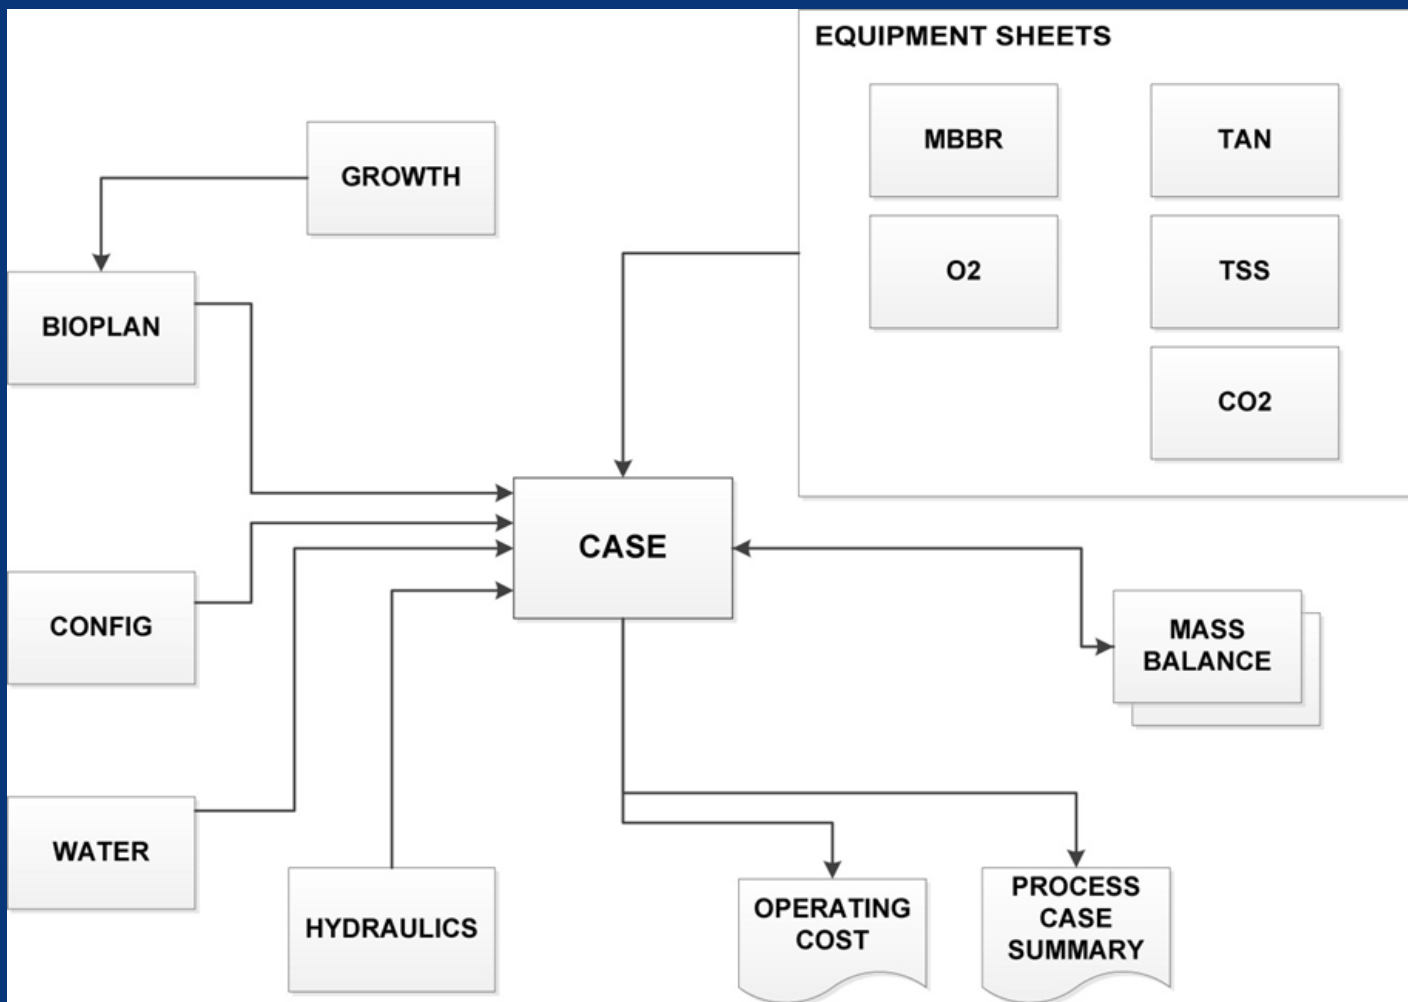 EQUIPMENT SHEETS
MBBR
TAN
GROWTH
O2
TSS
BIOPLAN
CO2
CASE
CONFIG
MASS
BALANCE
WATER
HYDRAULICS
OPERATING
COST
PROCESS
CASE
SUMMARY